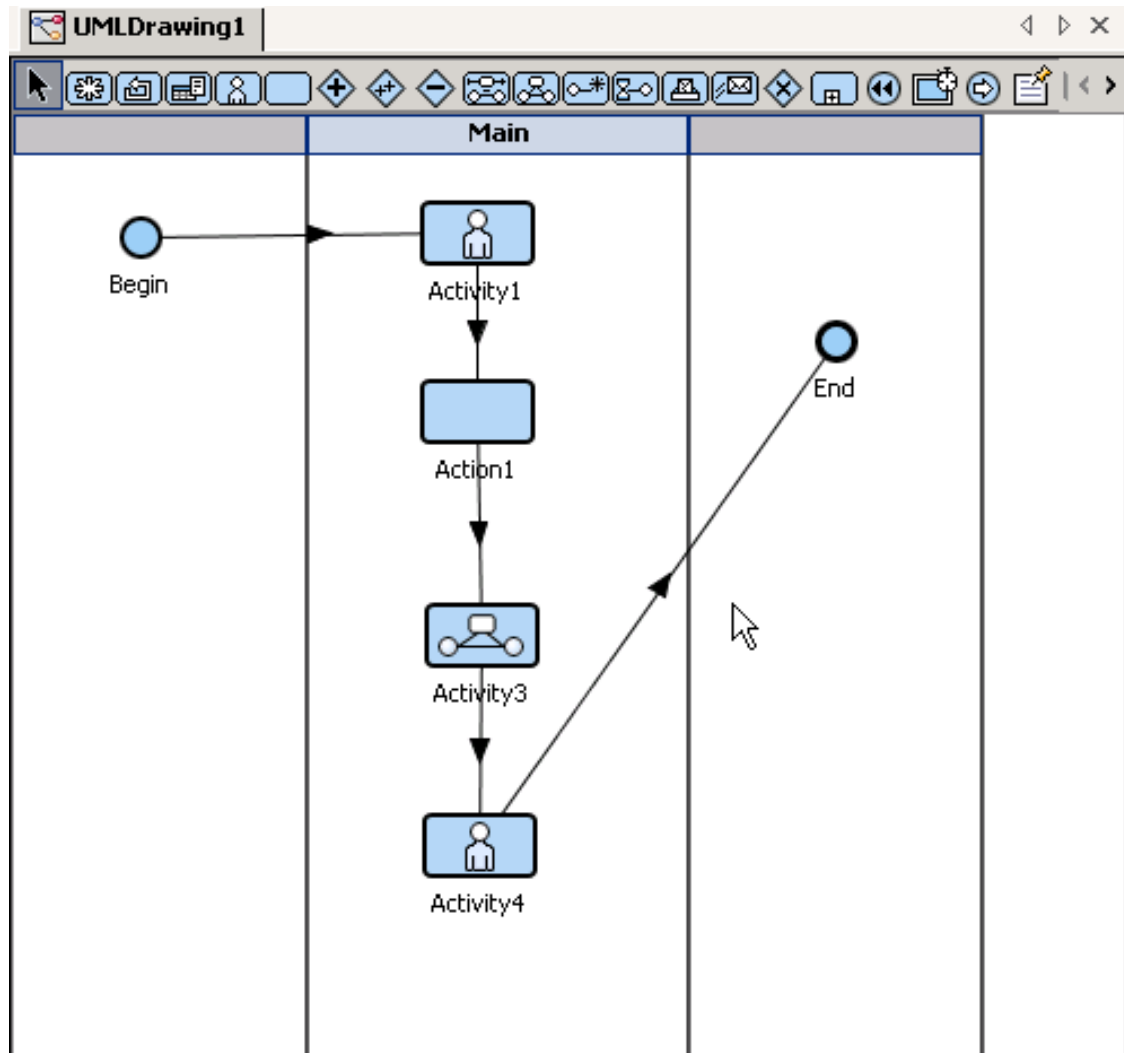 UMLDrawing1
Main
Begin
Activity1
End
Action1
Activity3
Activity4